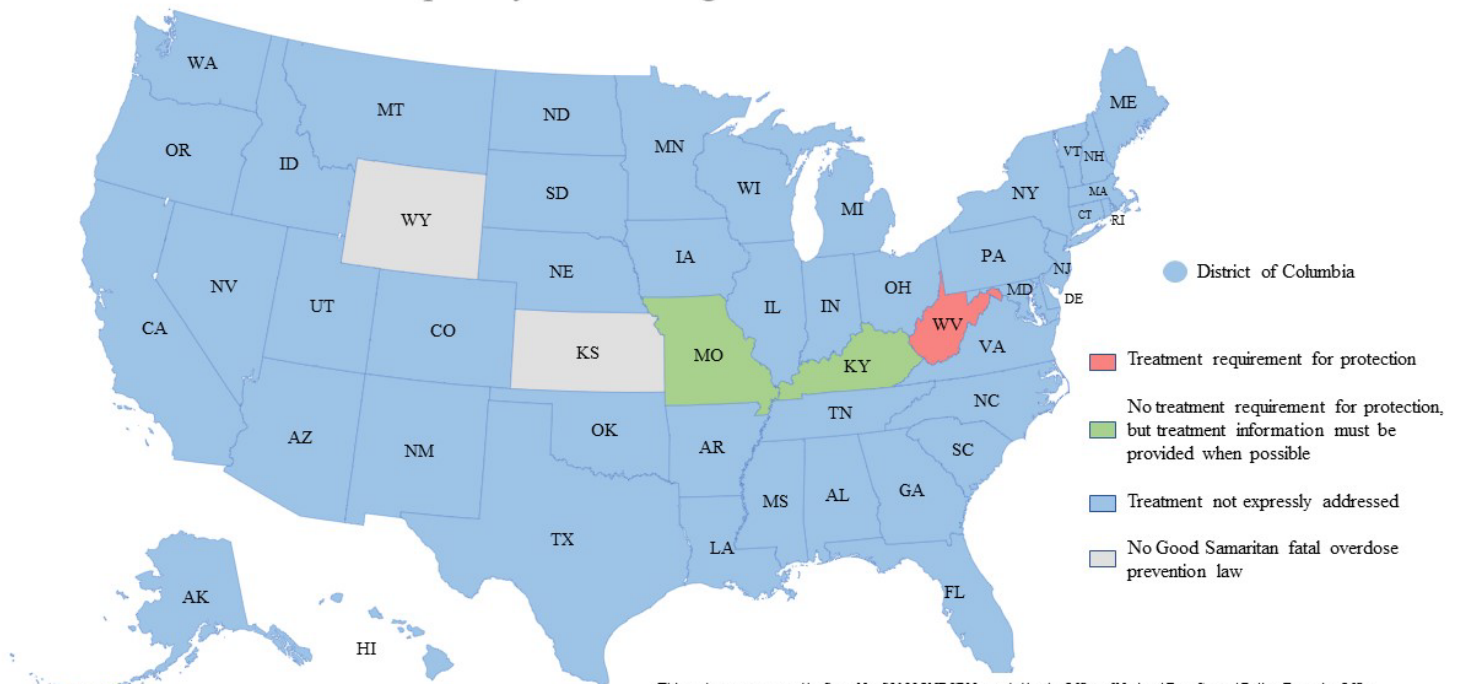 WA
MT
ND
MN
ME
OR
ID
SD
WI
MI
VT
NH
NY
MA
CT
RI
WY
IA
NE
PA
NJ
NV
UT
CO
IL
IN
OH
MD
DE
CA
KS
MO
KY
WV
VA
AZ
NM
OK
AR
TN
NC
SC
MS
AL
GA
TX
LA
FL
AK
HI
District of Columbia
Treatment requirement for protection
No treatment requirement for protection,
but treatment information must be
provided when possible
Treatment not expressly addressed
No Good Samaritan fatal overdose
prevention law